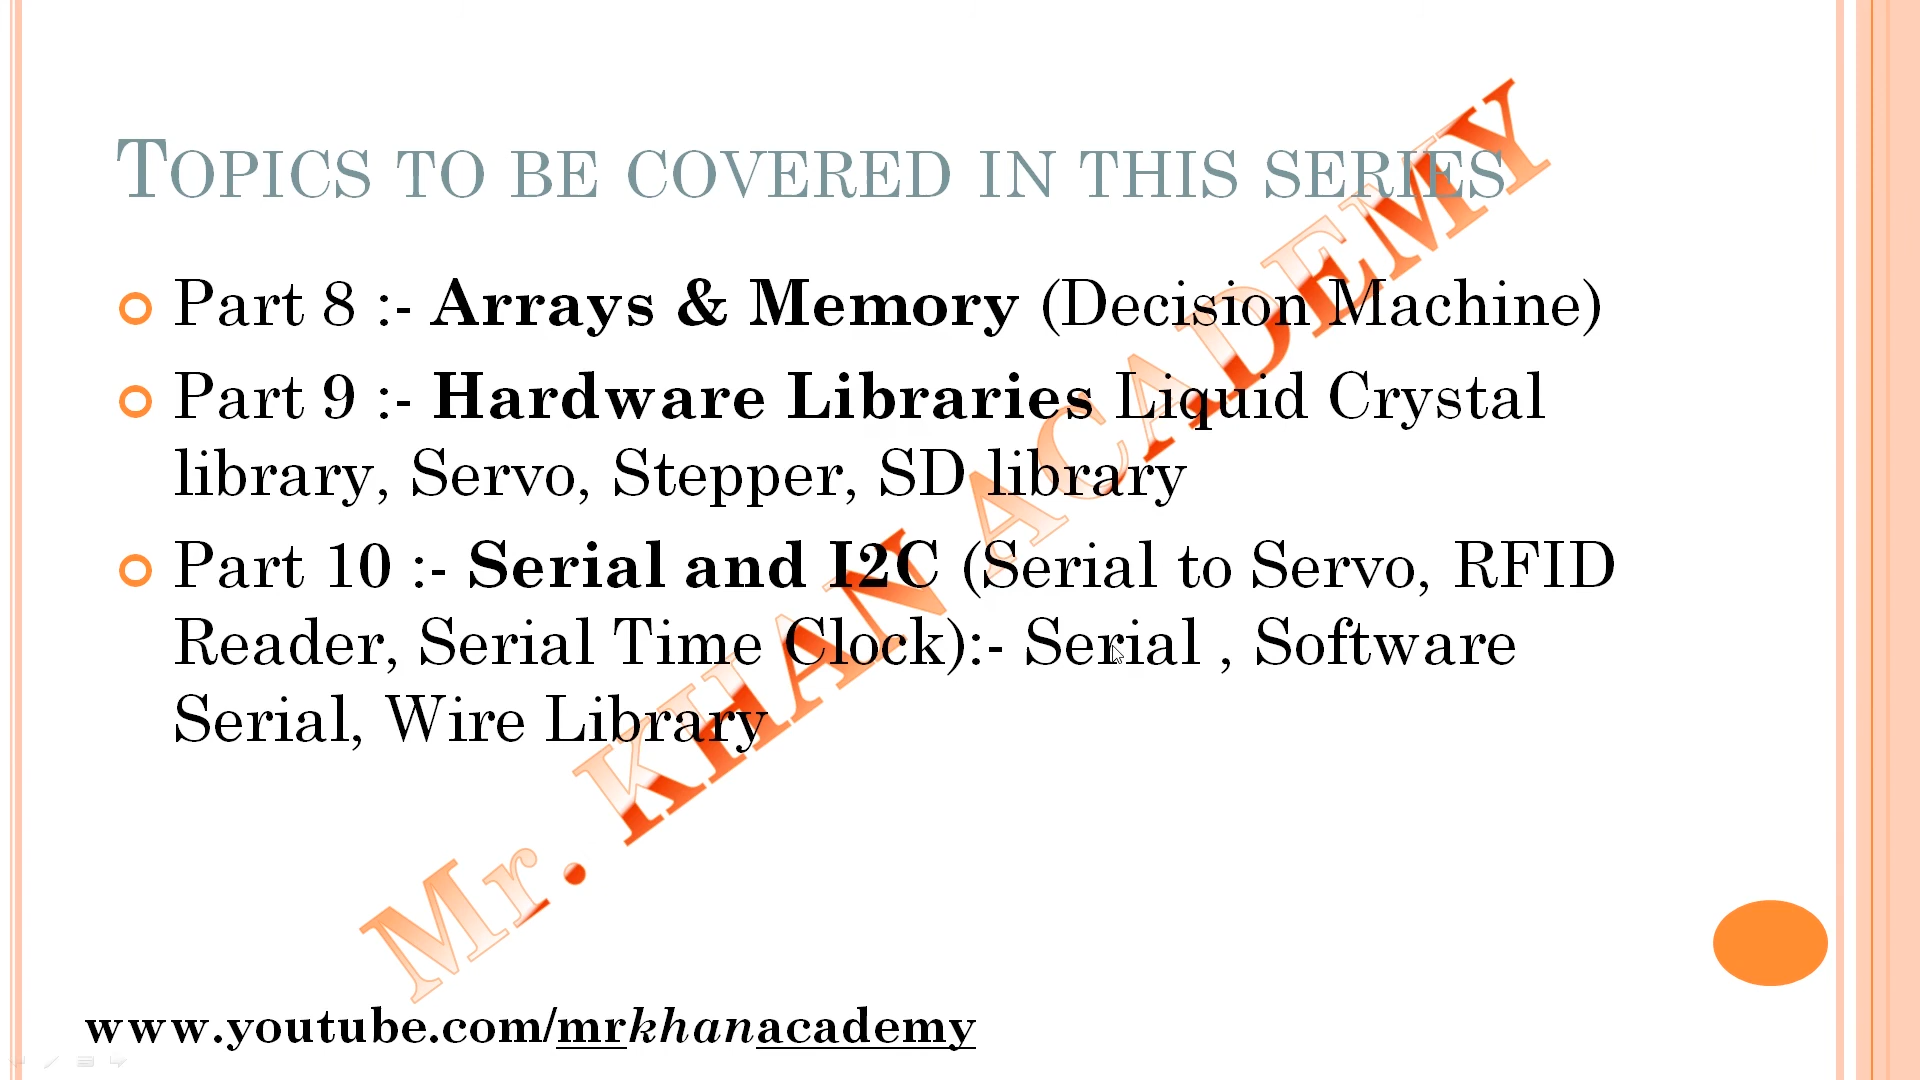 TOPICS TO BE COVERED IN THIS SERIES
Part 8 :- Arrays & Memory (Decision Machine)
Part 9 :- Hardware Libraries Liquid Crystal
library, Servo, Stepper, SD library
Part 10 :- Serial and I2C (Serial to Servo, RFID
Reader, Serial Time Clock):- Serial , Software
Serial, Wire Library
Mr. KHAN ACADEMY
www.youtube.com/mrkhanacademy